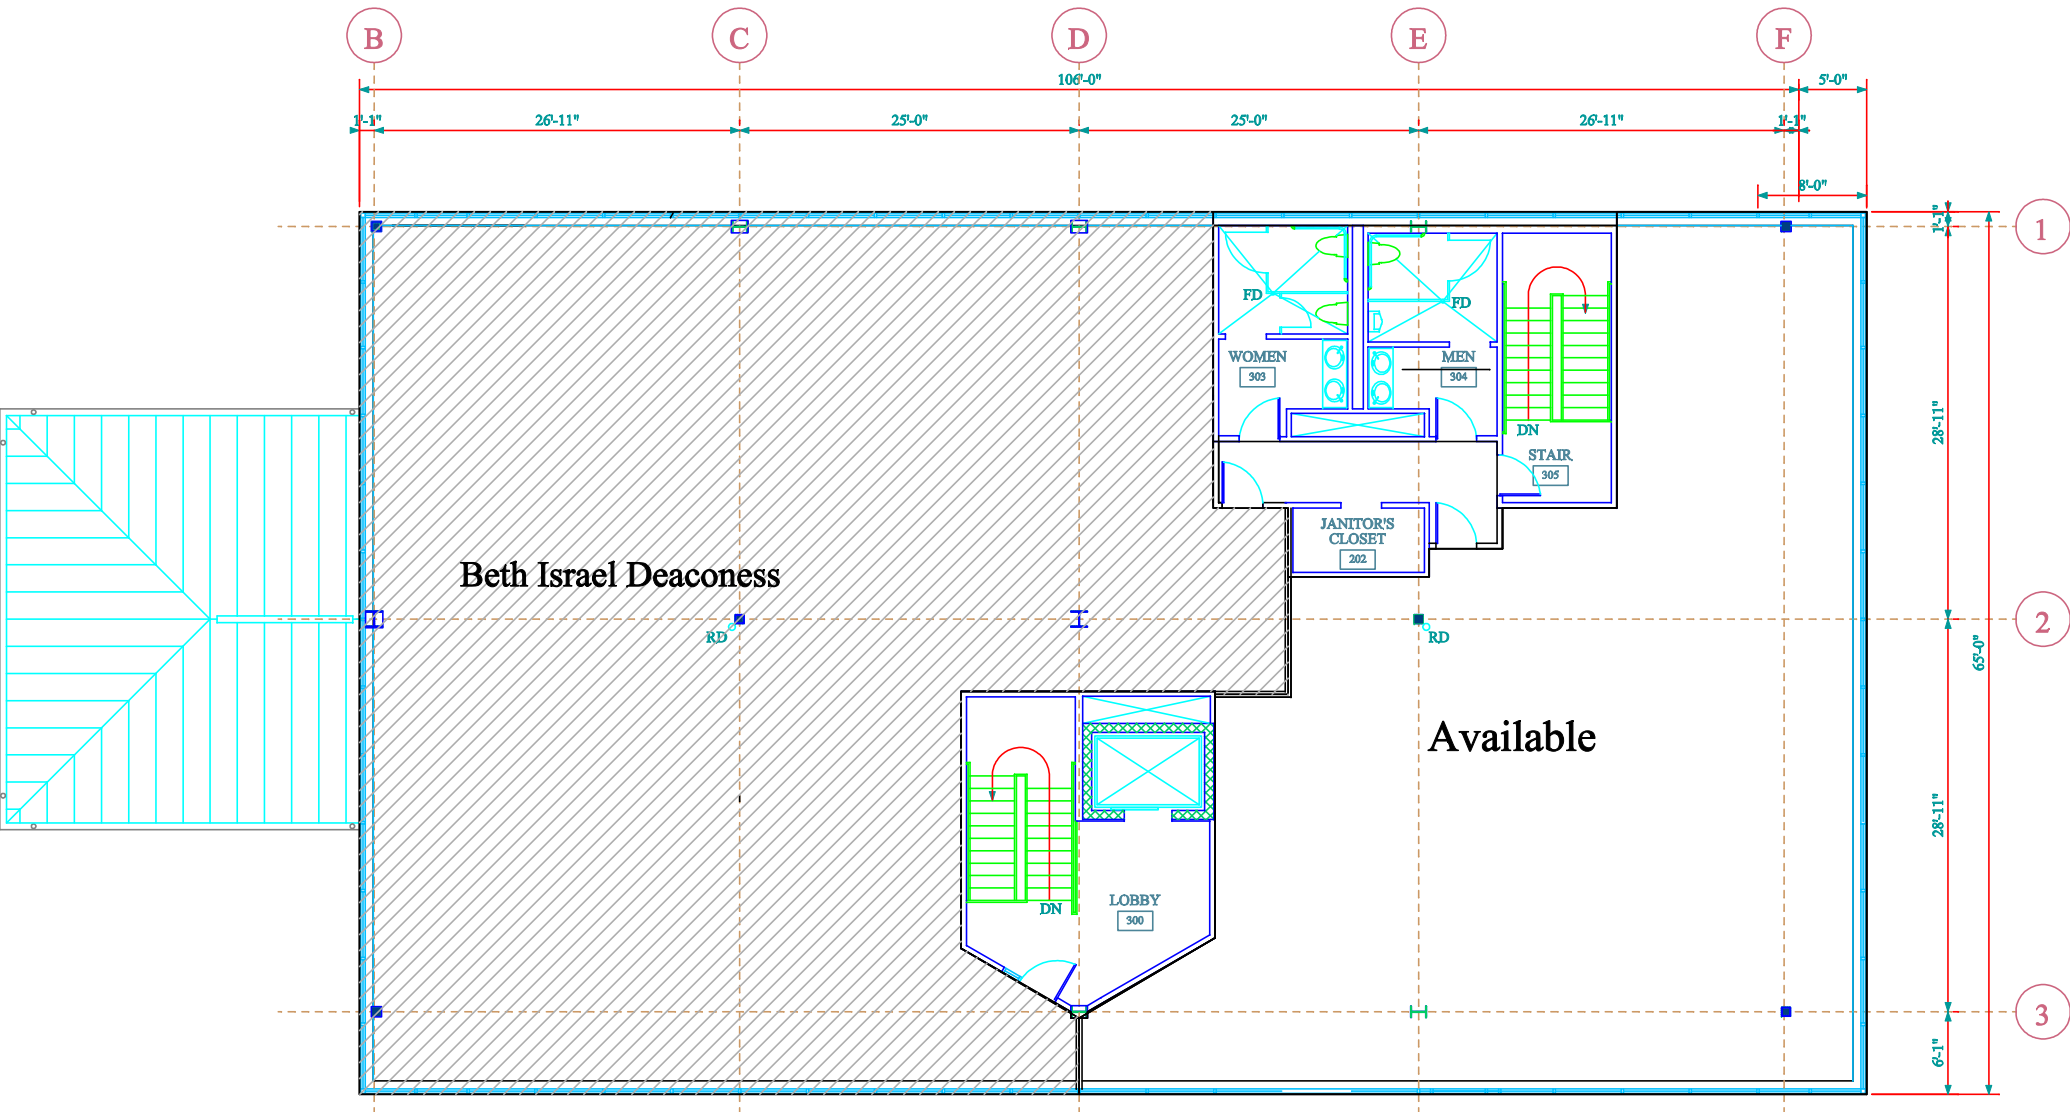 B
C
D
E
F
106'-0"
5'-0"
1'-1"
26'-11"
25'-0"
25'-0"
26'-11"
1'-1"
8'-0"
1'-1"
1
FD
FD
WOMEN
303
MEN
304
28'-11"
DN
STAIR
305
JANITOR'S
CLOSET
202
Beth Israel Deaconess
RD
RD
2
65'-0"
Available
28'-11"
LOBBY
300
DN
3
6'-1"